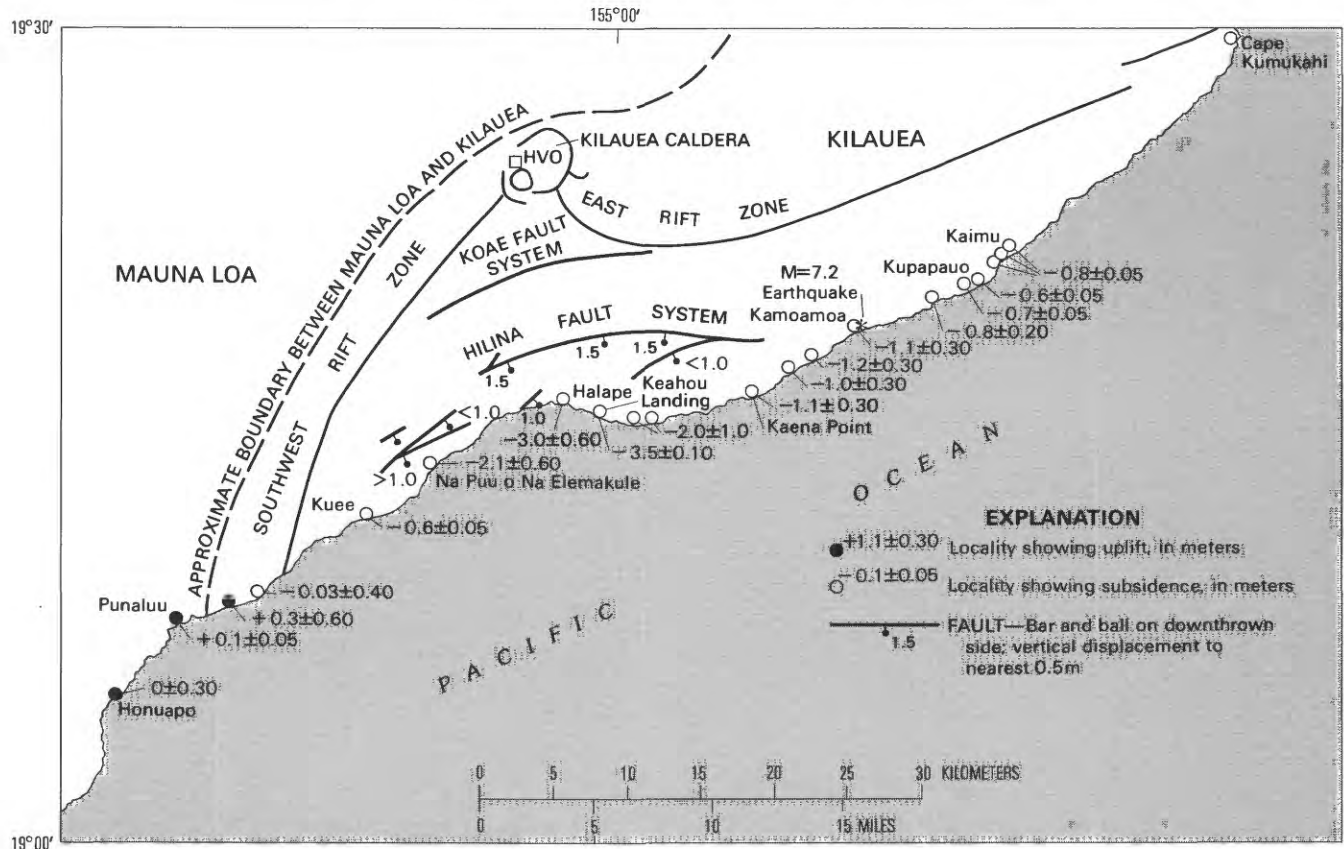 155°00'
19°30'
Cape
Kumukahi
APPROXIMATE BOUNDARY BETWEEN MAUNA LOA AND KILAUEA
KILAUEA CALDERA
KILAUEA
HVO
EAST RIFT ZONE
KOAE FAULT
SYSTEM
MAUNA LOA
SOUTHWEST RIFT ZONE
Kaimu
−0.8±0.05
Kupapauo
−0.6±0.05
−0.7±0.05
−0.8±0.20
M=7.2
Earthquake
Kamoamoa
−1.1±0.30
−1.2±0.30
−1.0±0.30
−1.1±0.30
Kaena Point
HILINA FAULT SYSTEM
1.5
1.5
1.5
<1.0
Halape
Keahou
Landing
<1.0
1.0
−3.0±0.60
−2.0±1.0
−3.5±0.10
>1.0
−2.1±0.60
Na Puu o Na Elemakule
Kuee
−0.6±0.05
−0.03±0.40
Punaluu
+0.3±0.60
+0.1±0.05
0±0.30
Honuapo
PACIFIC OCEAN
EXPLANATION
+1.1±0.30
Locality showing uplift, in meters
−0.1±0.05
Locality showing subsidence, in meters
FAULT—Bar and ball on downthrown
side; vertical displacement to
nearest 0.5m
1.5
0 5 10 15 20 25 30 KILOMETERS
0 5 10 15 MILES
19°00'